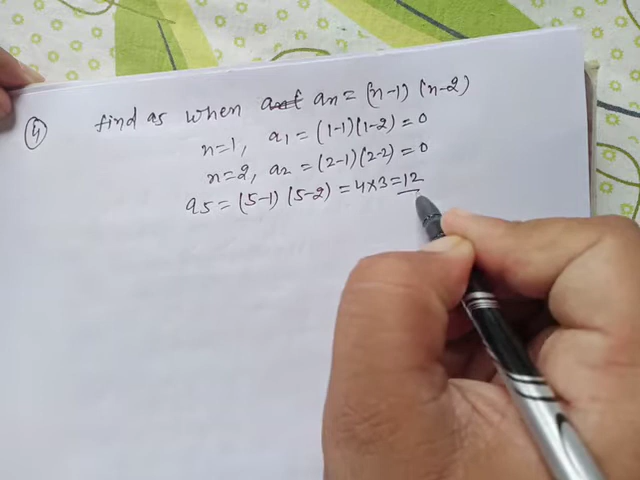 4) find a5 when an = (n-1) (n-2)
n=1, a1 = (1-1)(1-2) = 0
n=2, a2 = (2-1)(2-2) = 0
a5 = (5-1) (5-2) = 4×3=12